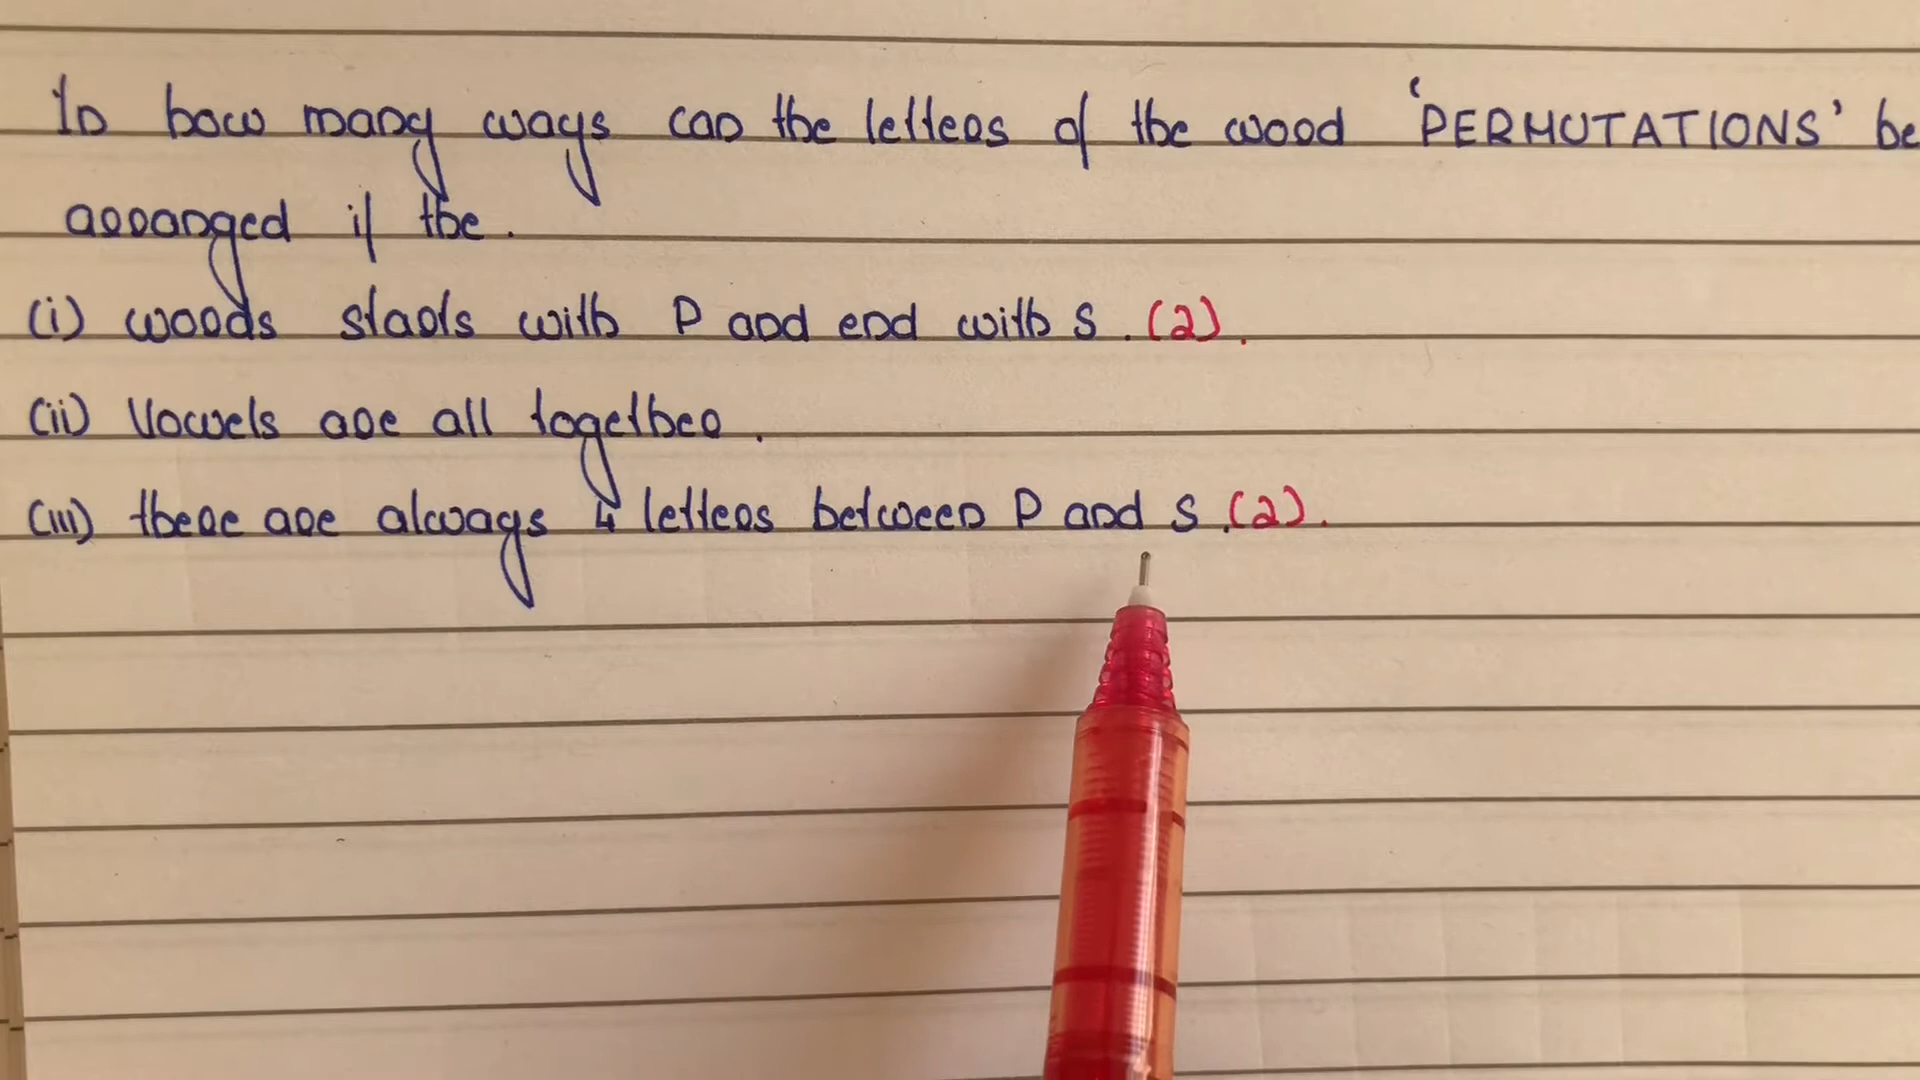 In how many ways can the letters of the word 'PERMUTATIONS' be
arranged if the.
(i) words starts with P and end with S. (2).
(ii) Vowels are all together.
(iii) there are always 4 letters between P and S. (2).